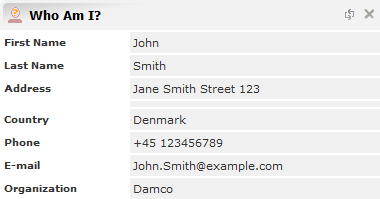 Who Am I?
First Name John
Last Name Smith
Address Jane Smith Street 123
Country Denmark
Phone +45 123456789
E-mail John.Smith@example.com
Organization Damco